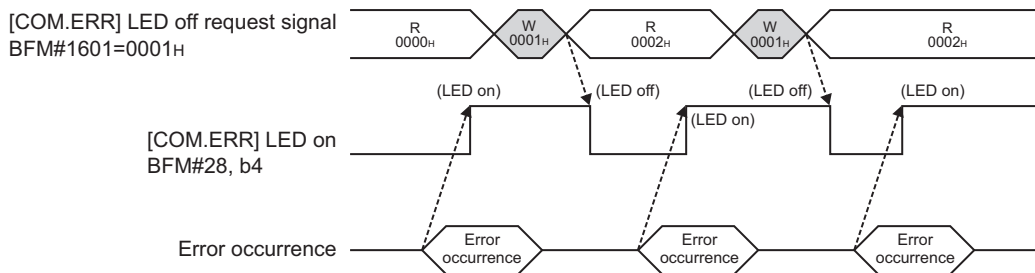 [COM.ERR] LED off request signal
BFM#1601=0001H
R
0000H
W
0001H
R
0002H
W
0001H
R
0002H
(LED on)
(LED off)
(LED on)
(LED off)
(LED on)
[COM.ERR] LED on
BFM#28, b4
Error occurrence
Error
occurrence
Error
occurrence
Error
occurrence